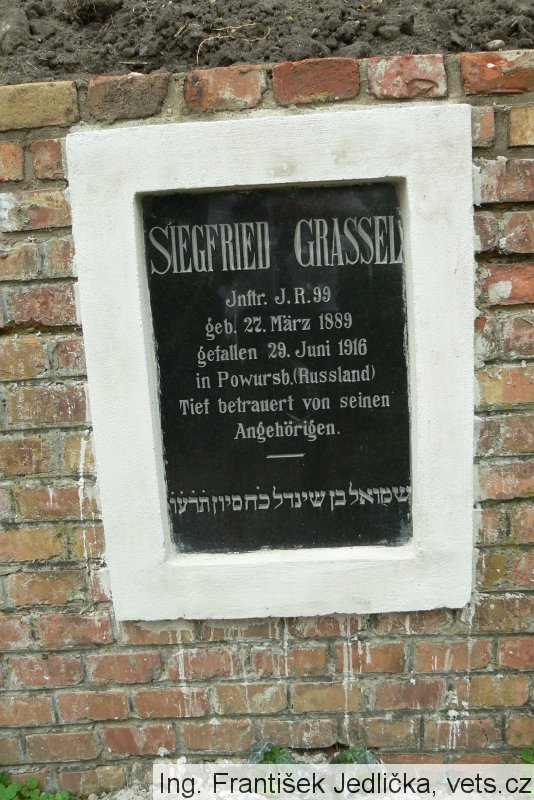 SIEGFRIED GRASSEL
Jnftr. J.R.99
geb. 27. März 1889
gefallen 29. Juni 1916
in Powursb.(Russland)
Tief betrauert von seinen
Angehörigen.
שמואל בן שינדל כ״ח סיון תרע״ו
Ing. František Jedlička, vets.cz